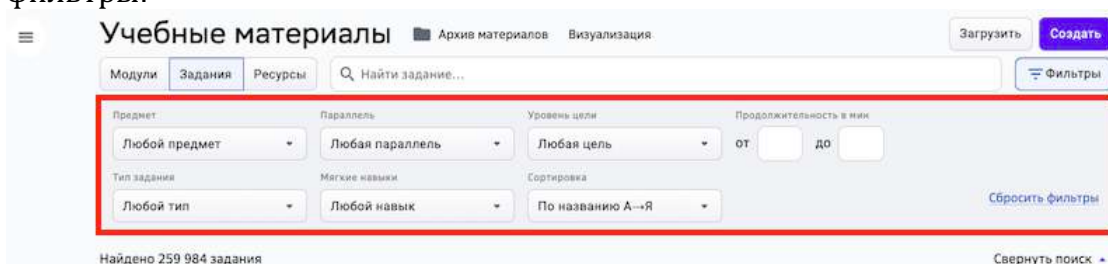 фильтры.
Учебные материалы Архив материалов Визуализация Загрузить Создать
Модули Задания Ресурсы Найти задание... Фильтры
Предмет Параллель Уровень цели Продолжительность в мин
Любой предмет Любая параллель Любая цель от до
Тип задания Мягкие навыки Сортировка
Любой тип Любой навык По названию А→Я Сбросить фильтры
Найдено 259 984 задания Свернуть поиск